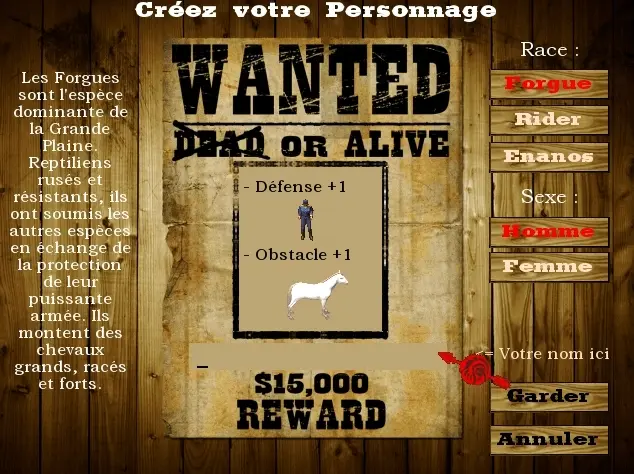 Créez votre Personnage
Les Forgues
sont l'espèce
dominante de
la Grande
Plaine.
Reptiliens
rusés et
résistants, ils
ont soumis les
autres espèces
en échange de
la protection
de leur
puissante
armée. Ils
montent des
chevaux
grands, racés
et forts.
WANTED
DEAD OR ALIVE
- Défense +1
- Obstacle +1
$15,000
REWARD
Race :
Forgue
Rider
Enanos
Sexe :
Homme
Femme
<= Votre nom ici
Garder
Annuler